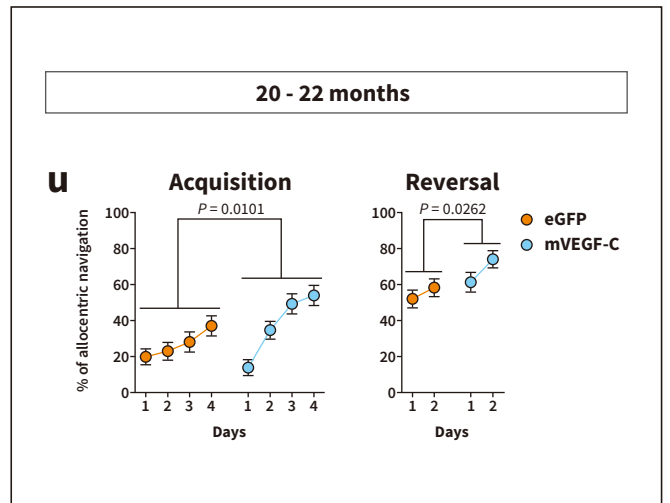 20 - 22 months
u
Acquisition
Reversal
P = 0.0101
P = 0.0262
eGFP
mVEGF-C
% of allocentric navigation
100
80
60
40
20
0
1 2 3 4 1 2 3 4
Days
100
80
60
40
20
0
1 2 1 2
Days